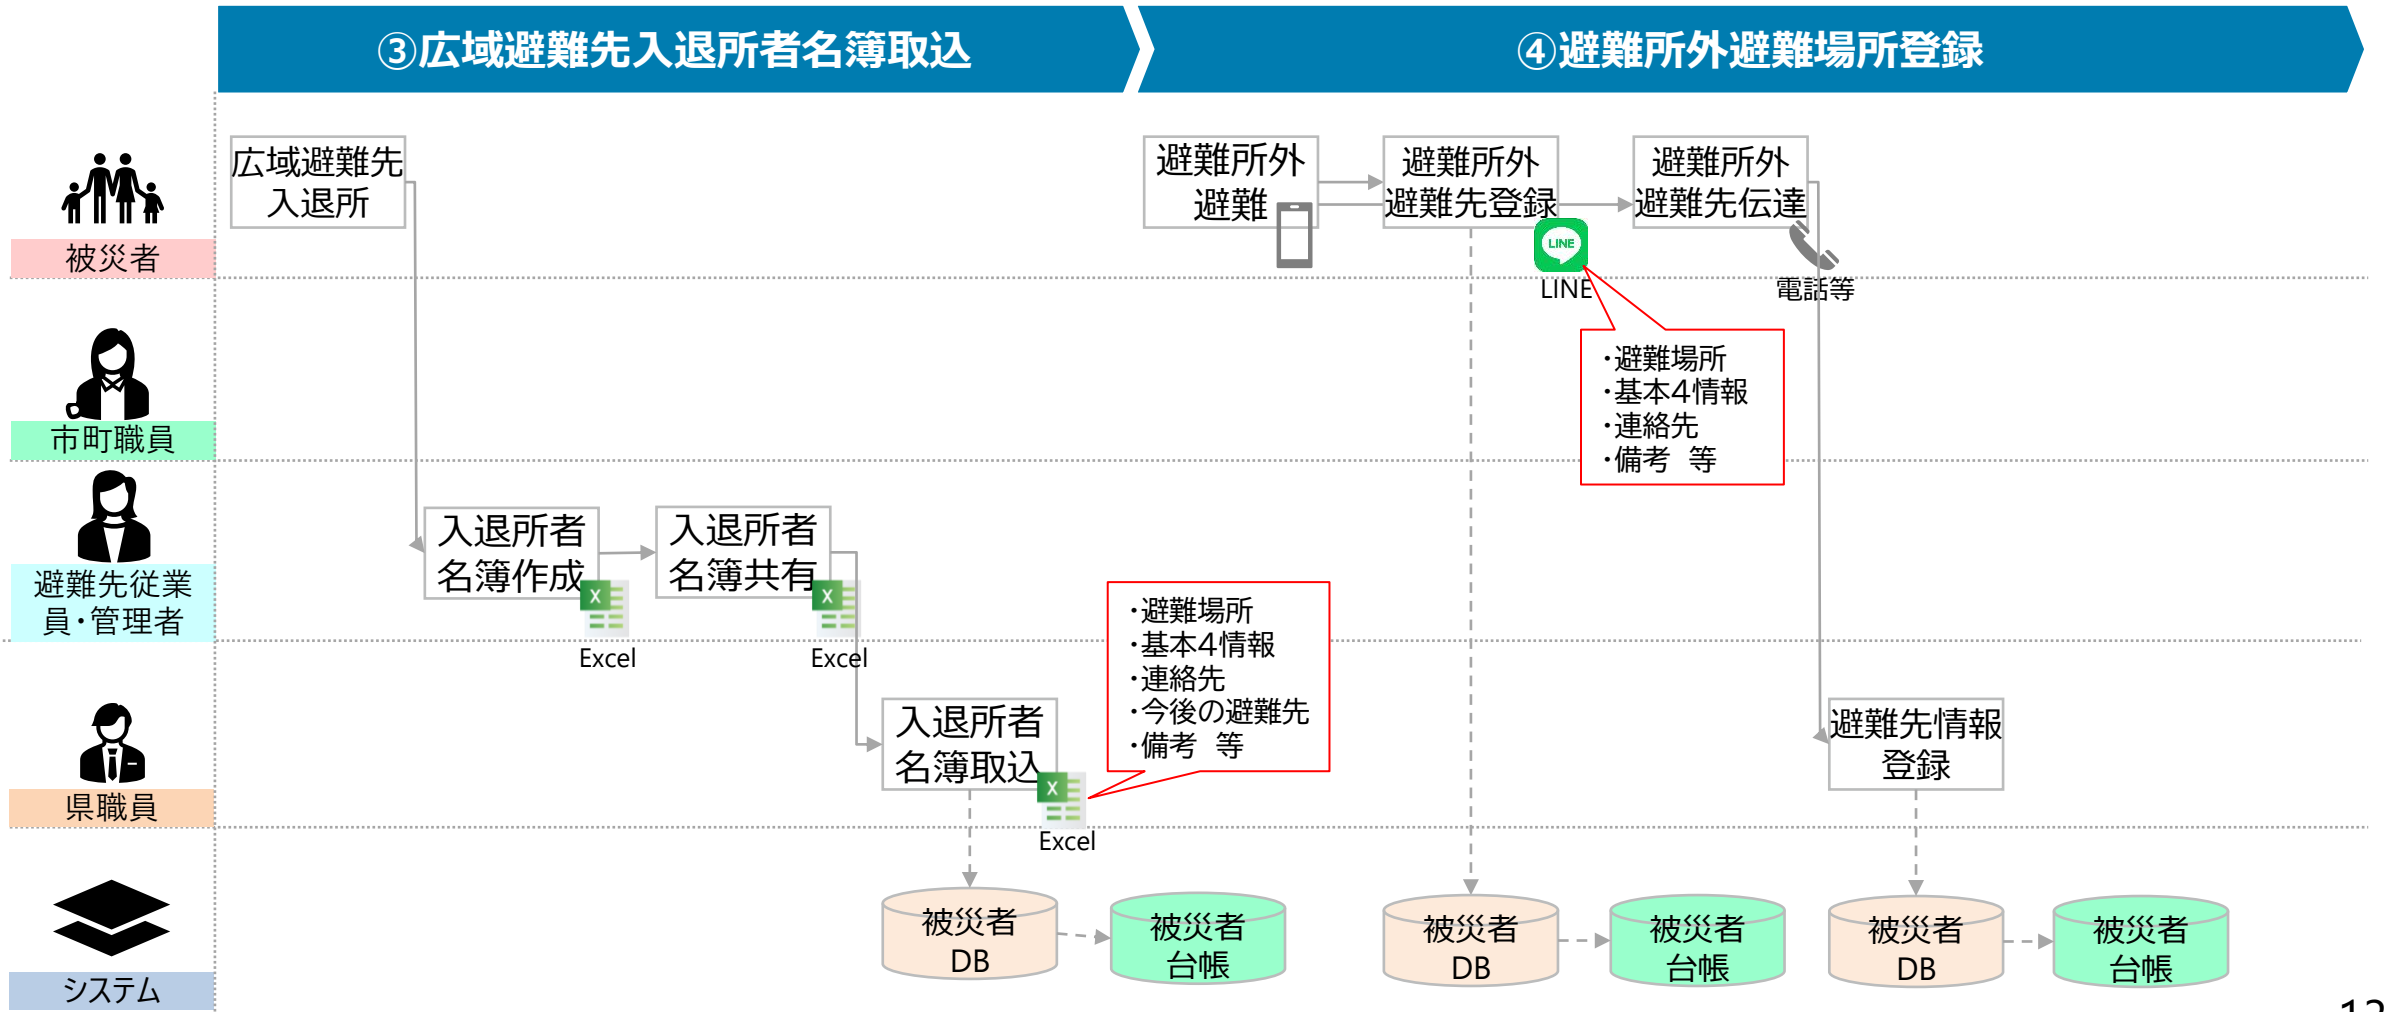 ③広域避難先入退所者名簿取込
④避難所外避難場所登録
被災者
広域避難先
入退所
避難所外
避難
避難所外
避難先登録
LINE
LINE
避難所外
避難先伝達
電話等
・避難場所
・基本4情報
・連絡先
・備考　等
市町職員
避難先従業
員・管理者
入退所者
名簿作成
X
Excel
入退所者
名簿共有
X
Excel
県職員
入退所者
名簿取込
X
Excel
・避難場所
・基本4情報
・連絡先
・今後の避難先
・備考　等
避難先情報
登録
システム
被災者
DB
被災者
台帳
被災者
DB
被災者
台帳
被災者
DB
被災者
台帳